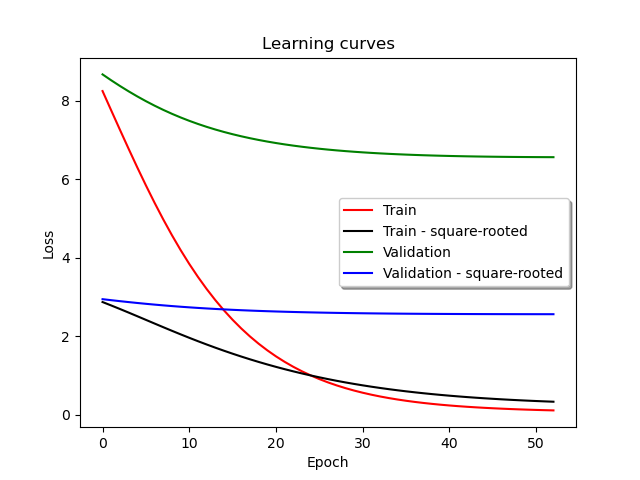 Learning curves
Loss
8
6
4
2
0
Train
Train - square-rooted
Validation
Validation - square-rooted
0 10 20 30 40 50
Epoch